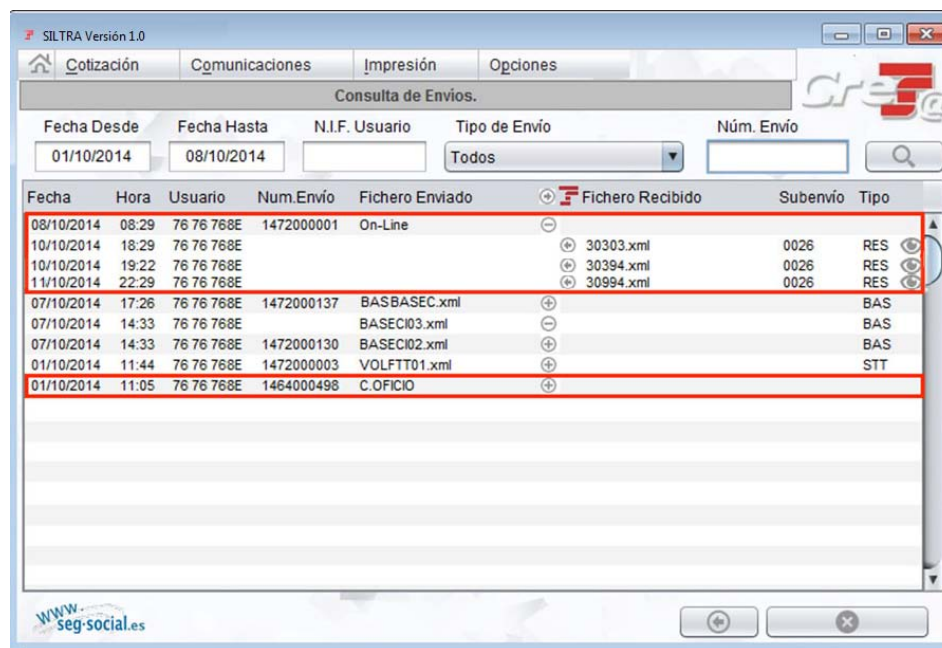 SILTRA Versión 1.0
Cotización Comunicaciones Impresión Opciones
Consulta de Envios.
Cret@
Fecha Desde Fecha Hasta N.I.F. Usuario Tipo de Envío Núm. Envío
01/10/2014 08/10/2014 Todos
Fecha Hora Usuario Num.Envío Fichero Enviado Fichero Recibido Subenvío Tipo
08/10/2014 08:29 76 76 768E 1472000001 On-Line
10/10/2014 18:29 76 76 768E 30303.xml 0026 RES
10/10/2014 19:22 76 76 768E 30394.xml 0026 RES
11/10/2014 22:29 76 76 768E 30994.xml 0026 RES
07/10/2014 17:26 76 76 768E 1472000137 BASBASEC.xml BAS
07/10/2014 14:33 76 76 768E BASECI03.xml BAS
07/10/2014 14:33 76 76 768E 1472000130 BASECI02.xml BAS
01/10/2014 11:44 76 76 768E 1472000003 VOLFTT01.xml STT
01/10/2014 11:05 76 76 768E 1464000498 C.OFICIO
www.seg-social.es